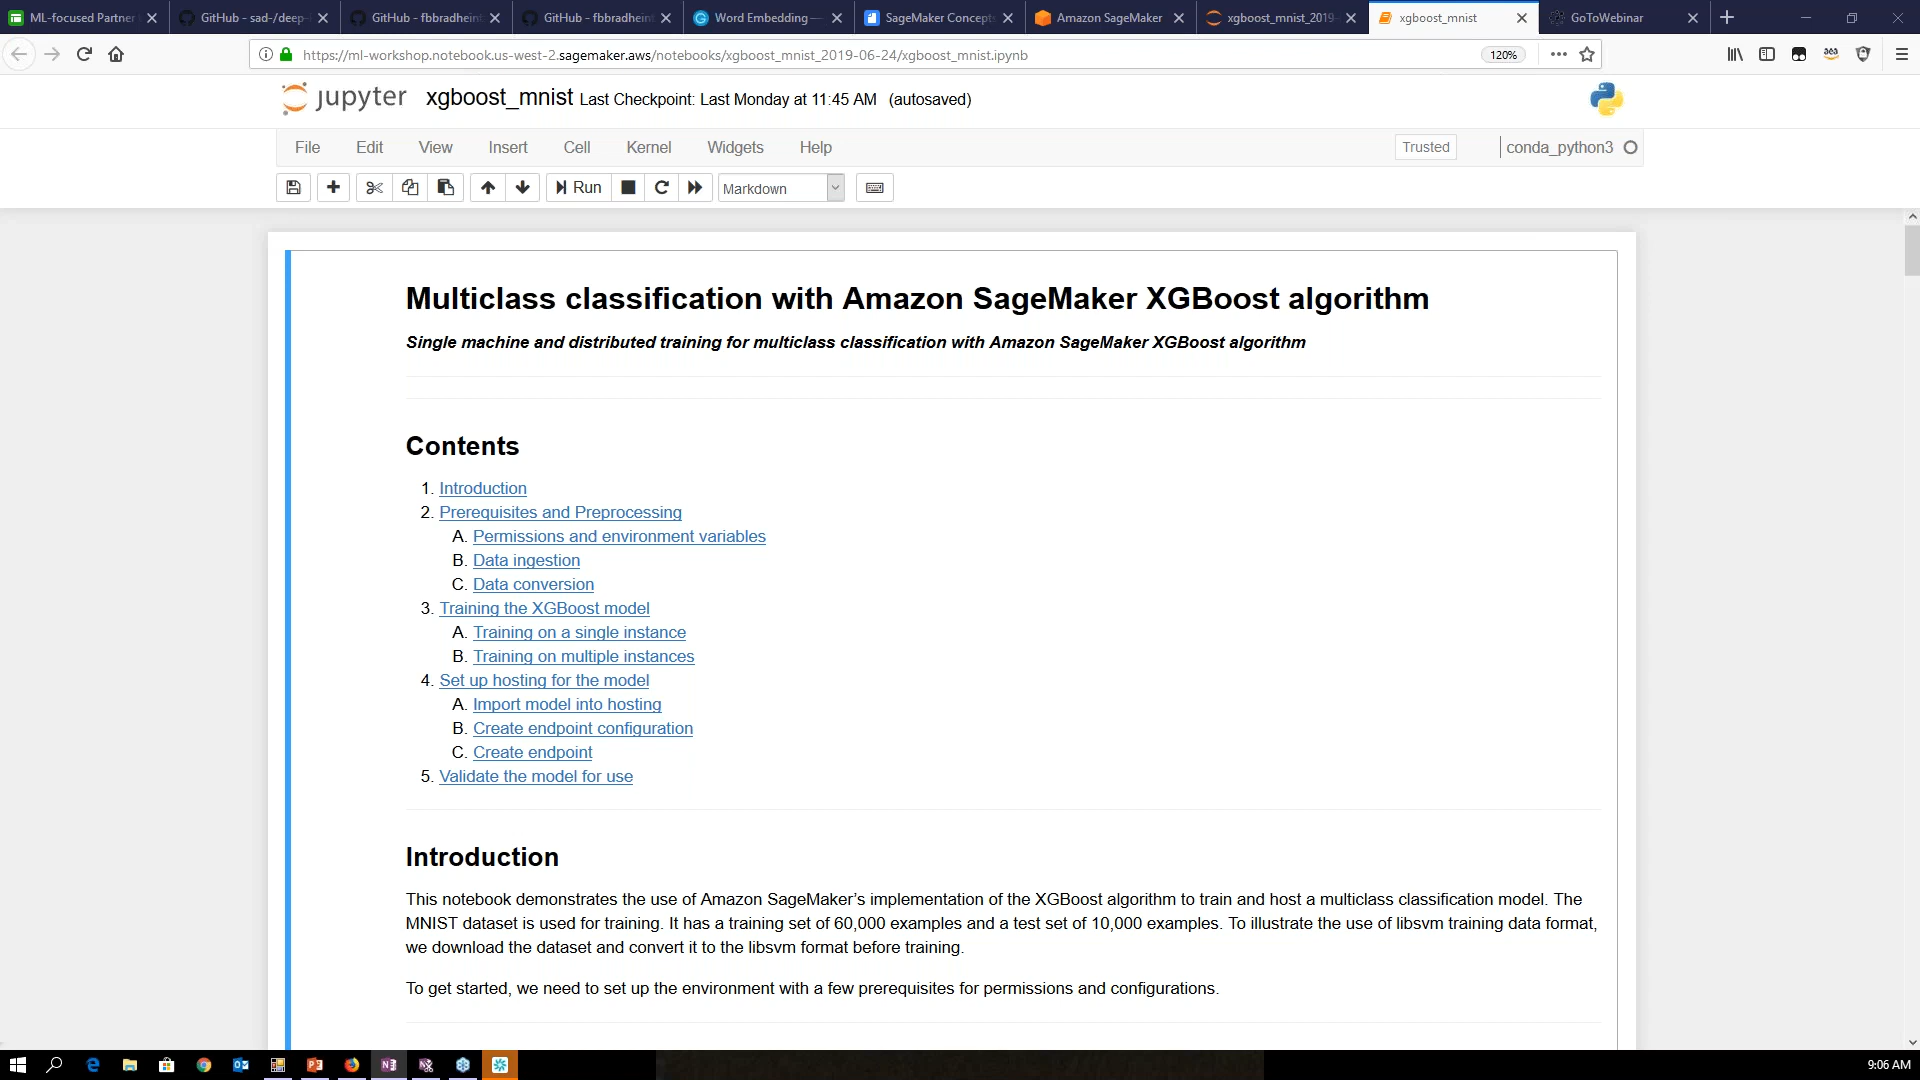 ML-focused Partner
GitHub - sad-/deep-
GitHub - fbbradheint
GitHub - fbbradheint
Word Embedding —
SageMaker Concepts
Amazon SageMaker
xgboost_mnist_2019-
xgboost_mnist
GoToWebinar
https://ml-workshop.notebook.us-west-2.sagemaker.aws/notebooks/xgboost_mnist_2019-06-24/xgboost_mnist.ipynb
120%
jupyter xgboost_mnist Last Checkpoint: Last Monday at 11:45 AM (autosaved)
File Edit View Insert Cell Kernel Widgets Help Trusted conda_python3
Run Markdown
Multiclass classification with Amazon SageMaker XGBoost algorithm
Single machine and distributed training for multiclass classification with Amazon SageMaker XGBoost algorithm
Contents
1. Introduction
2. Prerequisites and Preprocessing
A. Permissions and environment variables
B. Data ingestion
C. Data conversion
3. Training the XGBoost model
A. Training on a single instance
B. Training on multiple instances
4. Set up hosting for the model
A. Import model into hosting
B. Create endpoint configuration
C. Create endpoint
5. Validate the model for use
Introduction
This notebook demonstrates the use of Amazon SageMaker’s implementation of the XGBoost algorithm to train and host a multiclass classification model. The
MNIST dataset is used for training. It has a training set of 60,000 examples and a test set of 10,000 examples. To illustrate the use of libsvm training data format,
we download the dataset and convert it to the libsvm format before training.
To get started, we need to set up the environment with a few prerequisites for permissions and configurations.
9:06 AM